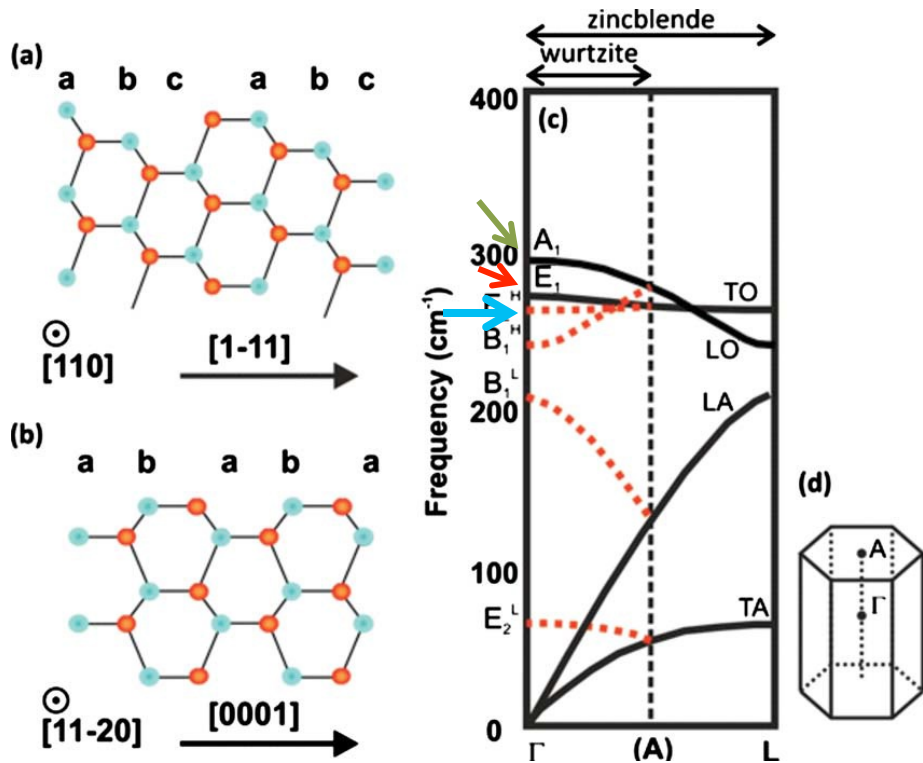 (a)
a b c a b c
[110]
[1-11]
(b)
a b a b a
[11-20]
[0001]
zincblende
wurtzite
(c)
Frequency (cm⁻¹)
400
300
200
100
0
A₁
E₁
H
B₁ᴴ
B₁ᴸ
E₂ᴸ
TO
LO
LA
TA
Γ (A) L
(d)
A
Γ